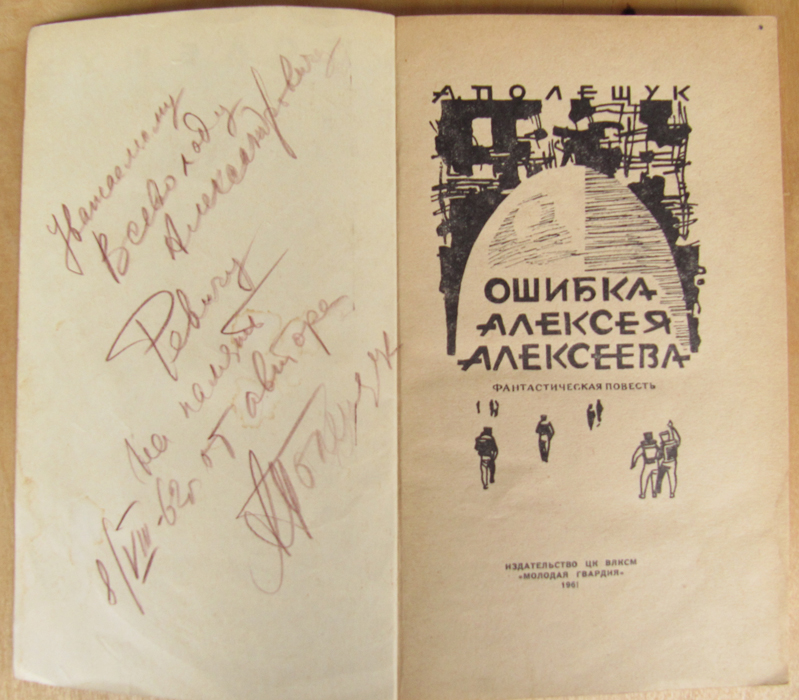 Уважаемому
Всеволоду
Александровичу
Ревичу
на память
от автора
8/VIII-62г
АПолещук
А. ПОЛЕЩУК
ОШИБКА
АЛЕКСЕЯ
АЛЕКСЕЕВА
ФАНТАСТИЧЕСКАЯ ПОВЕСТЬ
ИЗДАТЕЛЬСТВО ЦК ВЛКСМ
«МОЛОДАЯ ГВАРДИЯ»
1961